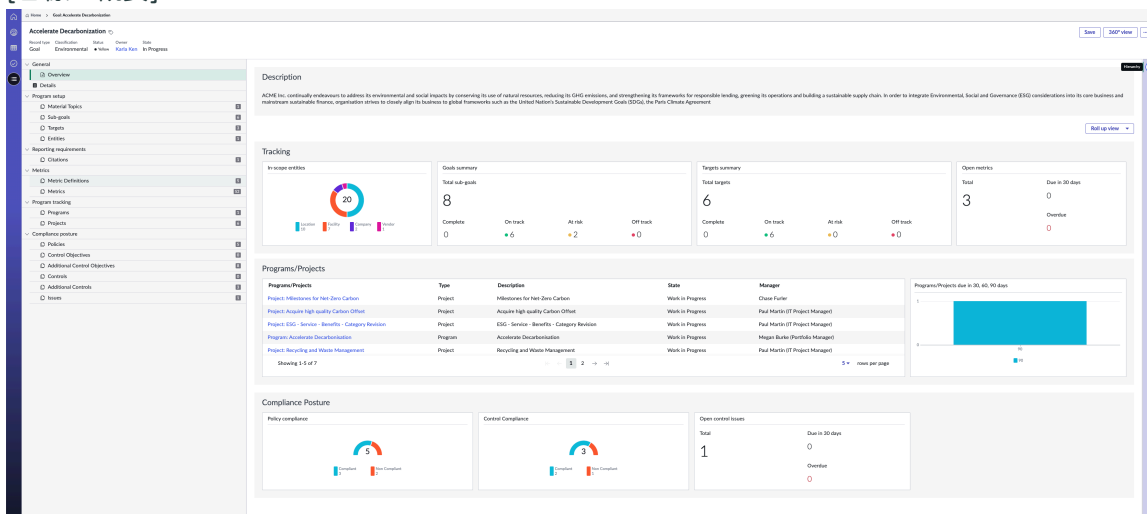 Home > Goal: Accelerate Decarbonization
Accelerate Decarbonization
Save 360° view
Record type Classification Status Owner State
Goal Environmental Yellow Karla Ken In Progress
Hierarchy
General
Overview
Details
Program setup
Material Topics
Sub-goals
Targets
Entities
Reporting requirements
Citations
Metrics
Metric Definitions
Metrics
Program tracking
Programs
Projects
Compliance posture
Policies
Control Objectives
Additional Control Objectives
Controls
Additional Controls
Issues
Description
ACME Inc. continually endeavours to address its environmental and social impacts by conserving its use of natural resources, reducing its GHG emissions, and strengthening its frameworks for responsible lending, greening its operations and building a sustainable supply chain. In order to integrate Environmental, Social and Governance (ESG) considerations into its core business and
mainstream sustainable finance, organisation strives to closely align its business to global frameworks such as the United Nation's Sustainable Development Goals (SDGs), the Paris Climate Agreement
Roll up view
Tracking
In-scope entities
20
Location Facility Company Vendor
Goals summary
Total sub-goals
8
Complete On track At risk Off track
0 6 2 0
Targets summary
Total targets
6
Complete On track At risk Off track
0 6 0 0
Open metrics
Total Due in 30 days
3 0
Overdue
0
Programs/Projects
Programs/Projects Type Description State Manager
Project: Milestones for Net-Zero Carbon Project Milestones for Net-Zero Carbon Work in Progress Chase Furler
Project: Acquire high quality Carbon Offset Project Acquire high quality Carbon Offset Work in Progress Paul Martin (IT Project Manager)
Project: ESG - Service - Benefits - Category Revision Project ESG - Service - Benefits - Category Revision Work in Progress Paul Martin (IT Project Manager)
Program: Accelerate Decarbonisation Program Accelerate Decarbonisation Work in Progress Megan Burke (Portfolio Manager)
Project: Recycling and Waste Management Project Recycling and Waste Management Work in Progress Paul Martin (IT Project Manager)
Showing 1-5 of 7 1 2 5 rows per page
Programs/Projects due in 30, 60, 90 days
Compliance Posture
Policy compliance
5
Compliant Non Compliant
Control Compliance
3
Compliant Non Compliant
Open control issues
Total Due in 30 days
1 0
Overdue
0